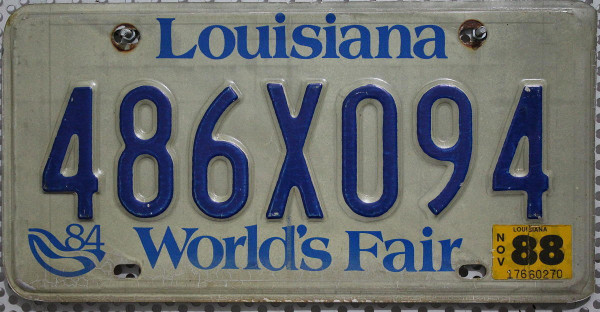 Louisiana
486X094
84 World's Fair
LOUISIANA
NOV 88
17660270